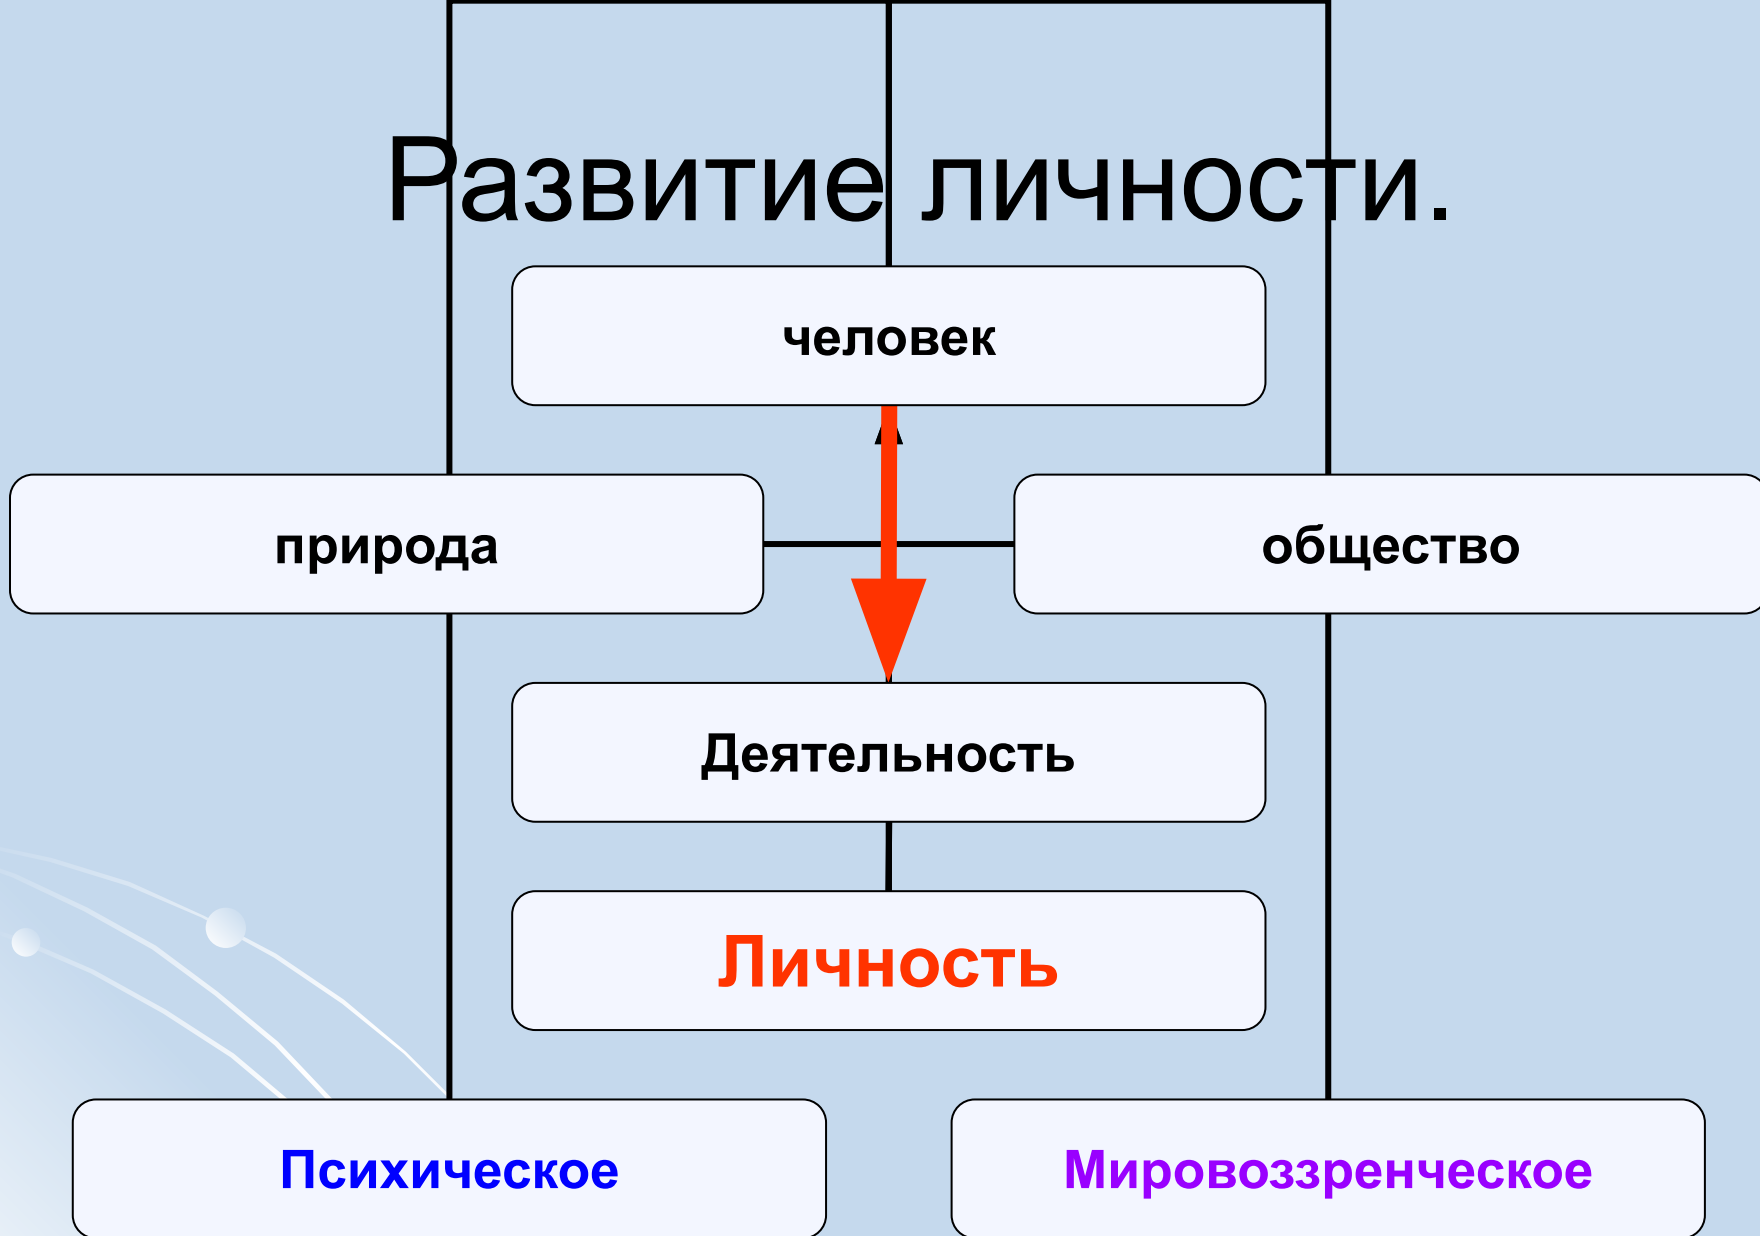 Развитие личности.
человек
природа
общество
Деятельность
Личность
Психическое
Мировоззренческое